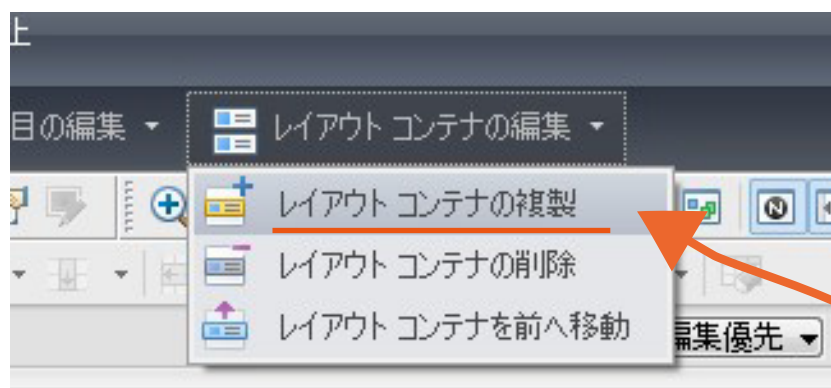 上
目の編集
レイアウト コンテナの編集
レイアウト コンテナの複製
レイアウト コンテナの削除
レイアウト コンテナを前へ移動
編集優先